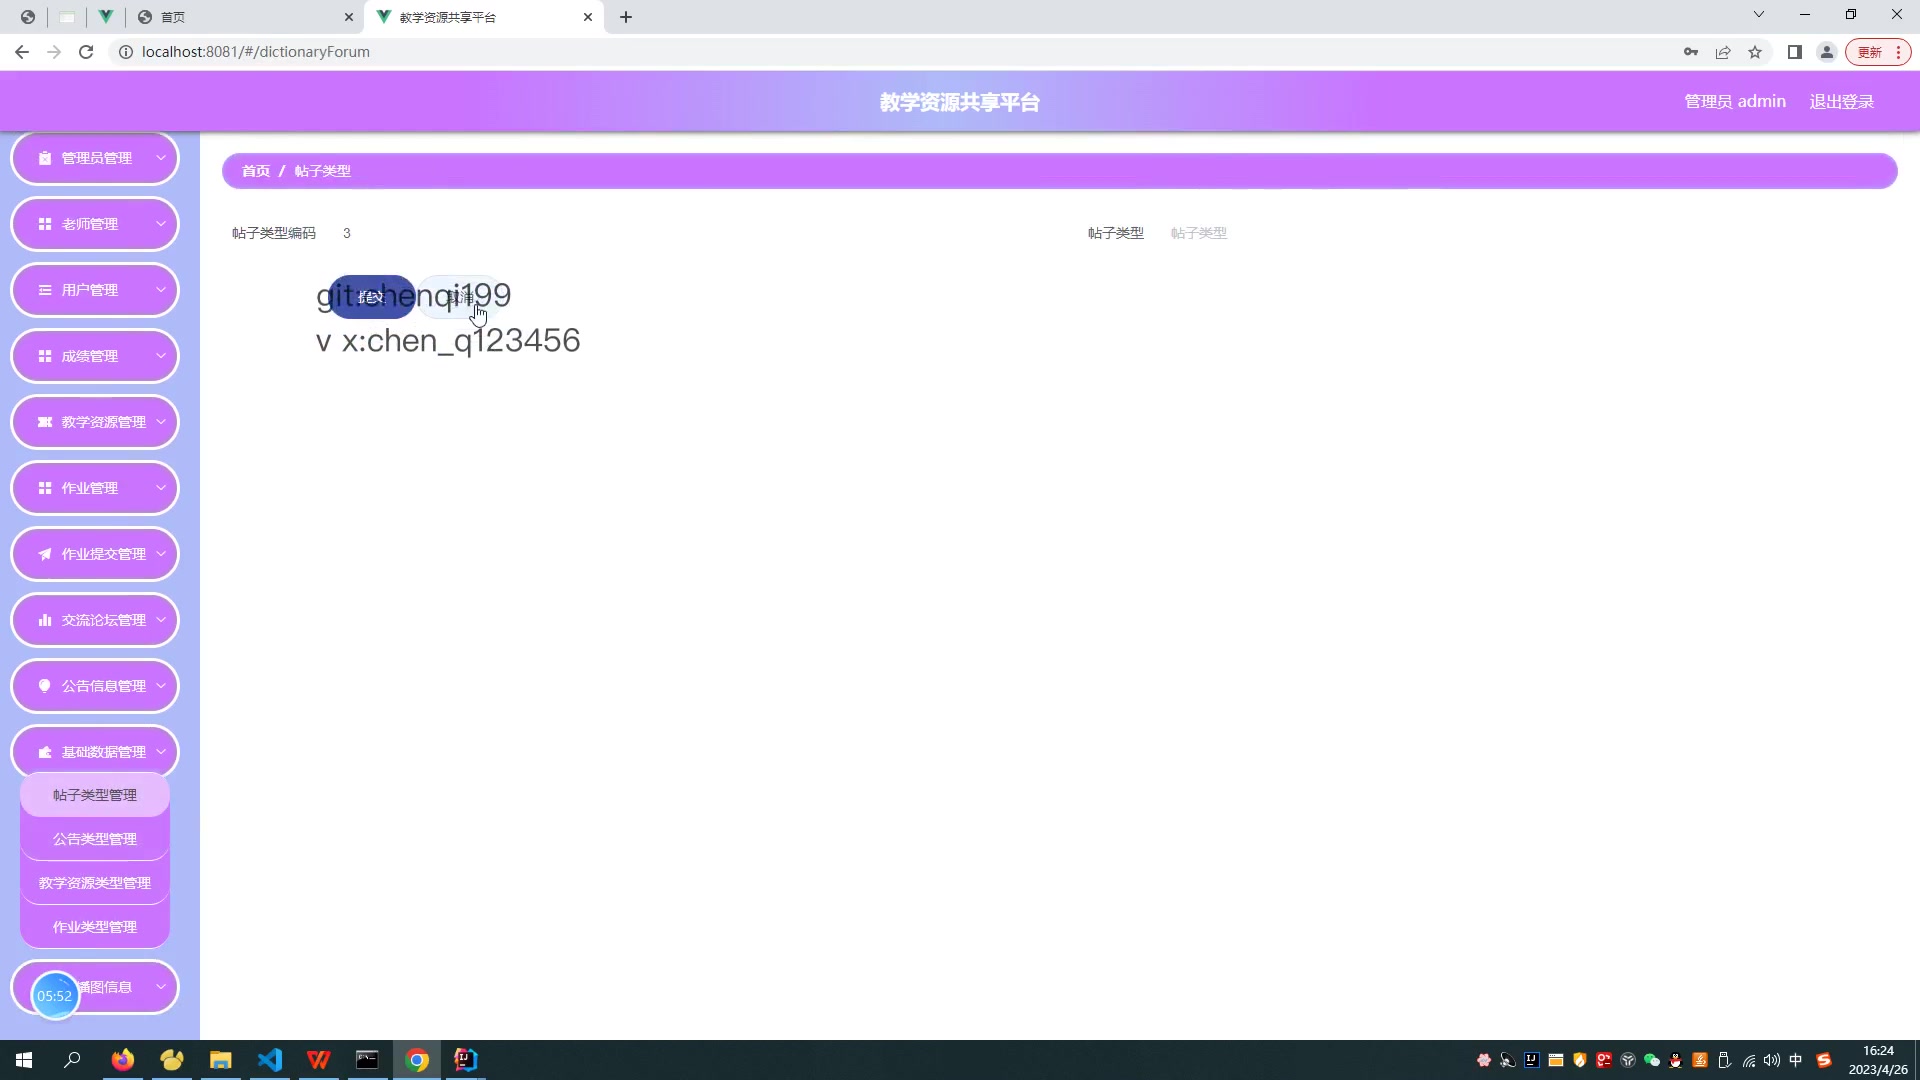 首页
教学资源共享平台
localhost:8081/#/dictionaryForum
更新
教学资源共享平台
管理员 admin
退出登录
管理员管理
老师管理
用户管理
成绩管理
教学资源管理
作业管理
作业提交管理
交流论坛管理
公告信息管理
基础数据管理
帖子类型管理
公告类型管理
教学资源类型管理
作业类型管理
播图信息
05:52
首页 / 帖子类型
帖子类型编码 3
帖子类型 帖子类型
提交
取消
git:chenqi199
v x:chen_q123456
中
16:24
2023/4/26